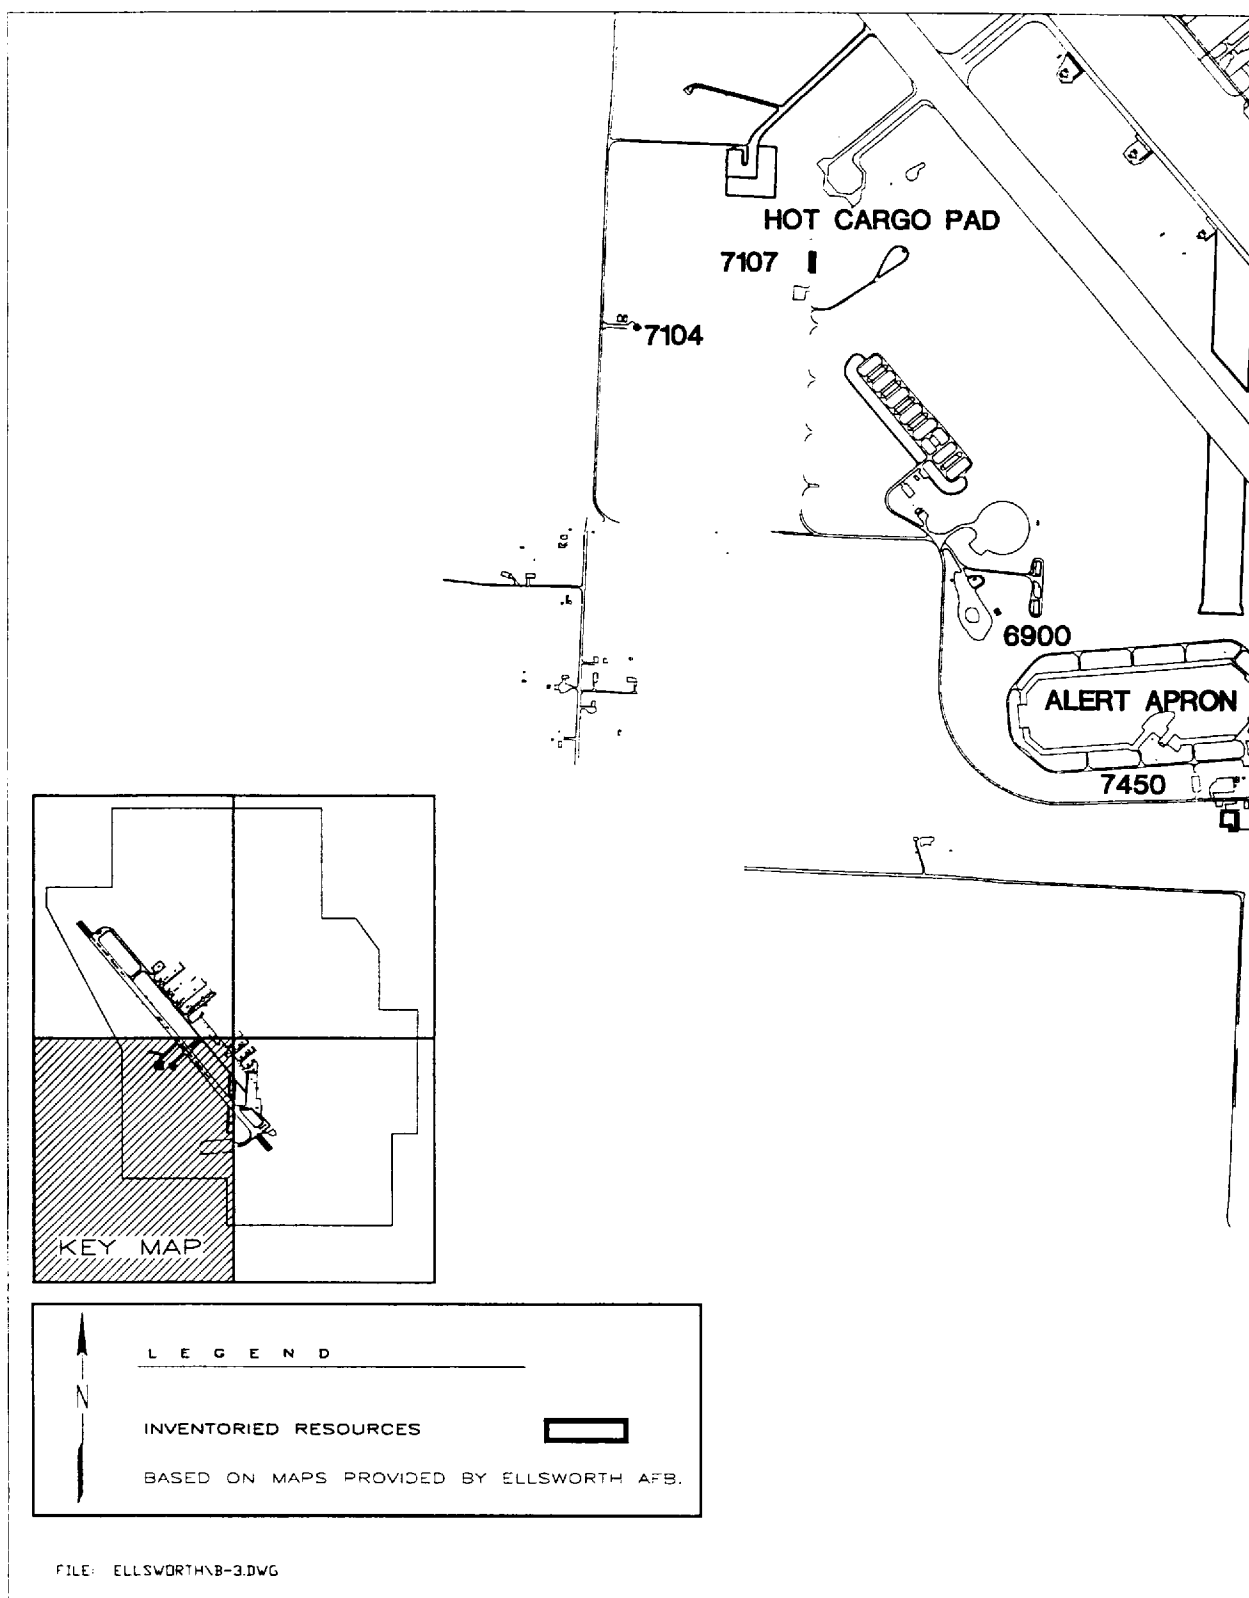 HOT CARGO PAD
7107
7104
6900
ALERT APRON
7450
KEY MAP
L E G E N D
N
INVENTORIED RESOURCES
BASED ON MAPS PROVIDED BY ELLSWORTH AFB.
FILE: ELLSWORTH\B-3.DWG